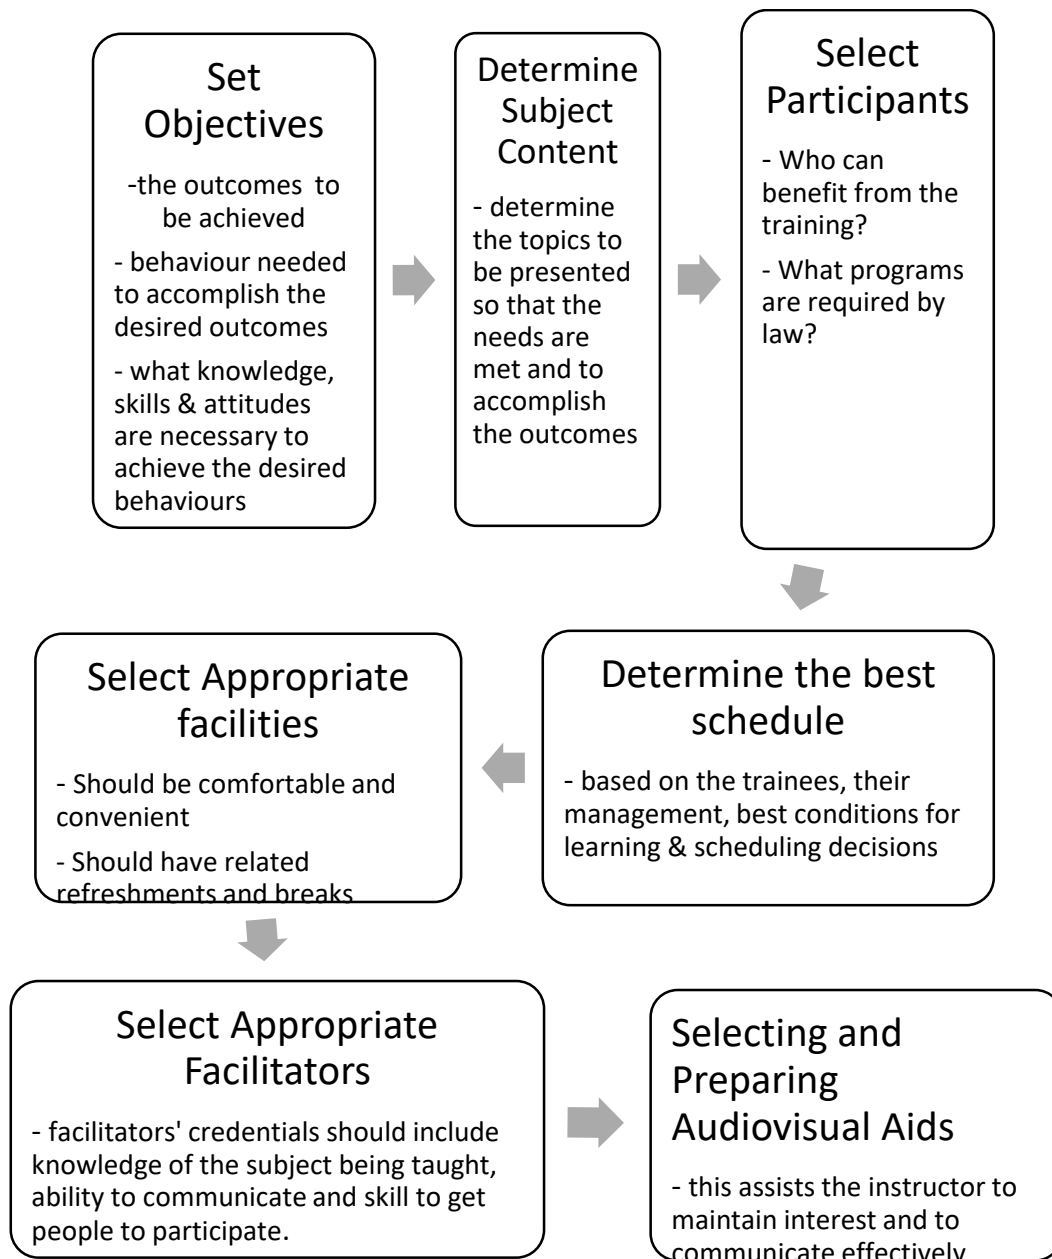 Set
Objectives
-the outcomes to
be achieved
- behaviour needed
to accomplish the
desired outcomes
- what knowledge,
skills & attitudes
are necessary to
achieve the desired
behaviours
Determine
Subject
Content
- determine
the topics to
be presented
so that the
needs are
met and to
accomplish
the outcomes
Select
Participants
- Who can
benefit from the
training?
- What programs
are required by
law?
Determine the best
schedule
- based on the trainees, their
management, best conditions for
learning & scheduling decisions
Select Appropriate
facilities
- Should be comfortable and
convenient
- Should have related
refreshments and breaks
Select Appropriate
Facilitators
- facilitators' credentials should include
knowledge of the subject being taught,
ability to communicate and skill to get
people to participate.
Selecting and
Preparing
Audiovisual Aids
- this assists the instructor to
maintain interest and to
communicate effectively